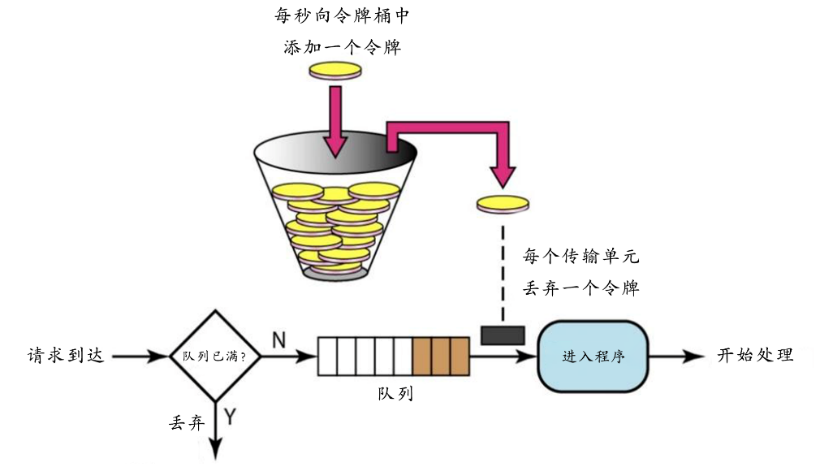 每秒向令牌桶中
添加一个令牌
每个传输单元
丢弃一个令牌
请求到达
队列已满?
N
队列
进入程序
开始处理
丢弃
Y